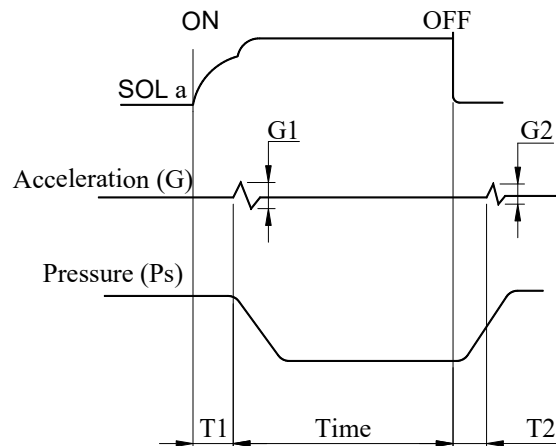 ON
OFF
SOL a
G1
G2
Acceleration (G)
Pressure (Ps)
T1
Time
T2